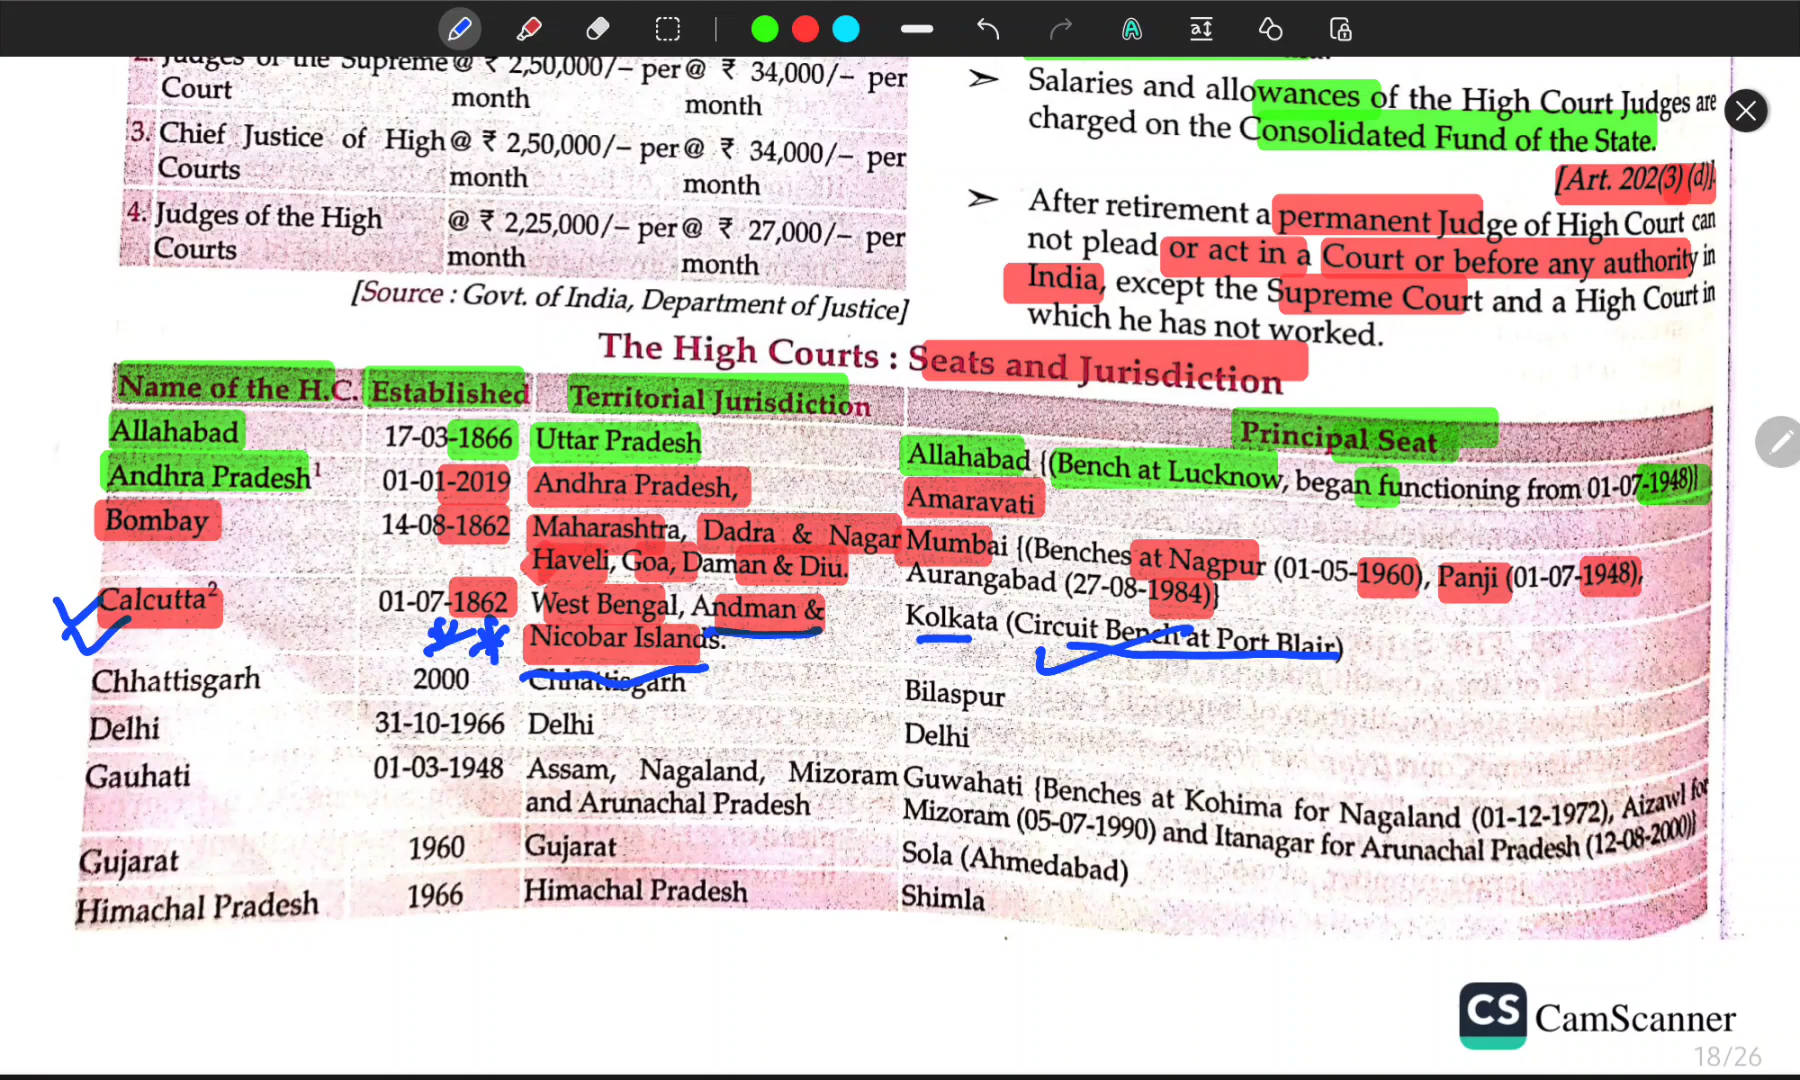 2. Judges of the Supreme @ ₹ 2,50,000/– per @ ₹ 34,000/– per
Court month month
3. Chief Justice of High @ ₹ 2,50,000/– per @ ₹ 34,000/– per
Courts month month
4. Judges of the High @ ₹ 2,25,000/– per @ ₹ 27,000/– per
Courts month month
[Source : Govt. of India, Department of Justice]
➢ Salaries and allowances of the High Court Judges are
charged on the Consolidated Fund of the State.
[Art. 202(3) (d)].
➢ After retirement a permanent Judge of High Court can
not plead or act in a Court or before any authority in
India, except the Supreme Court and a High Court in
which he has not worked.
The High Courts : Seats and Jurisdiction
Name of the H.C. Established Territorial Jurisdiction Principal Seat
Allahabad 17-03-1866 Uttar Pradesh Allahabad {(Bench at Lucknow, began functioning from 01-07-1948)}
Andhra Pradesh¹ 01-01-2019 Andhra Pradesh, Amaravati
Bombay 14-08-1862 Maharashtra, Dadra & Nagar Mumbai {(Benches at Nagpur (01-05-1960), Panji (01-07-1948),
Haveli, Goa, Daman & Diu. Aurangabad (27-08-1984)}
Calcutta² 01-07-1862 West Bengal, Andman & Kolkata (Circuit Bench at Port Blair)
Nicobar Islands.
Chhattisgarh 2000 Chhattisgarh Bilaspur
Delhi 31-10-1966 Delhi Delhi
Gauhati 01-03-1948 Assam, Nagaland, Mizoram Guwahati {Benches at Kohima for Nagaland (01-12-1972), Aizawl for
and Arunachal Pradesh Mizoram (05-07-1990) and Itanagar for Arunachal Pradesh (12-08-2000)}
Gujarat 1960 Gujarat Sola (Ahmedabad)
Himachal Pradesh 1966 Himachal Pradesh Shimla
CS CamScanner
18/26